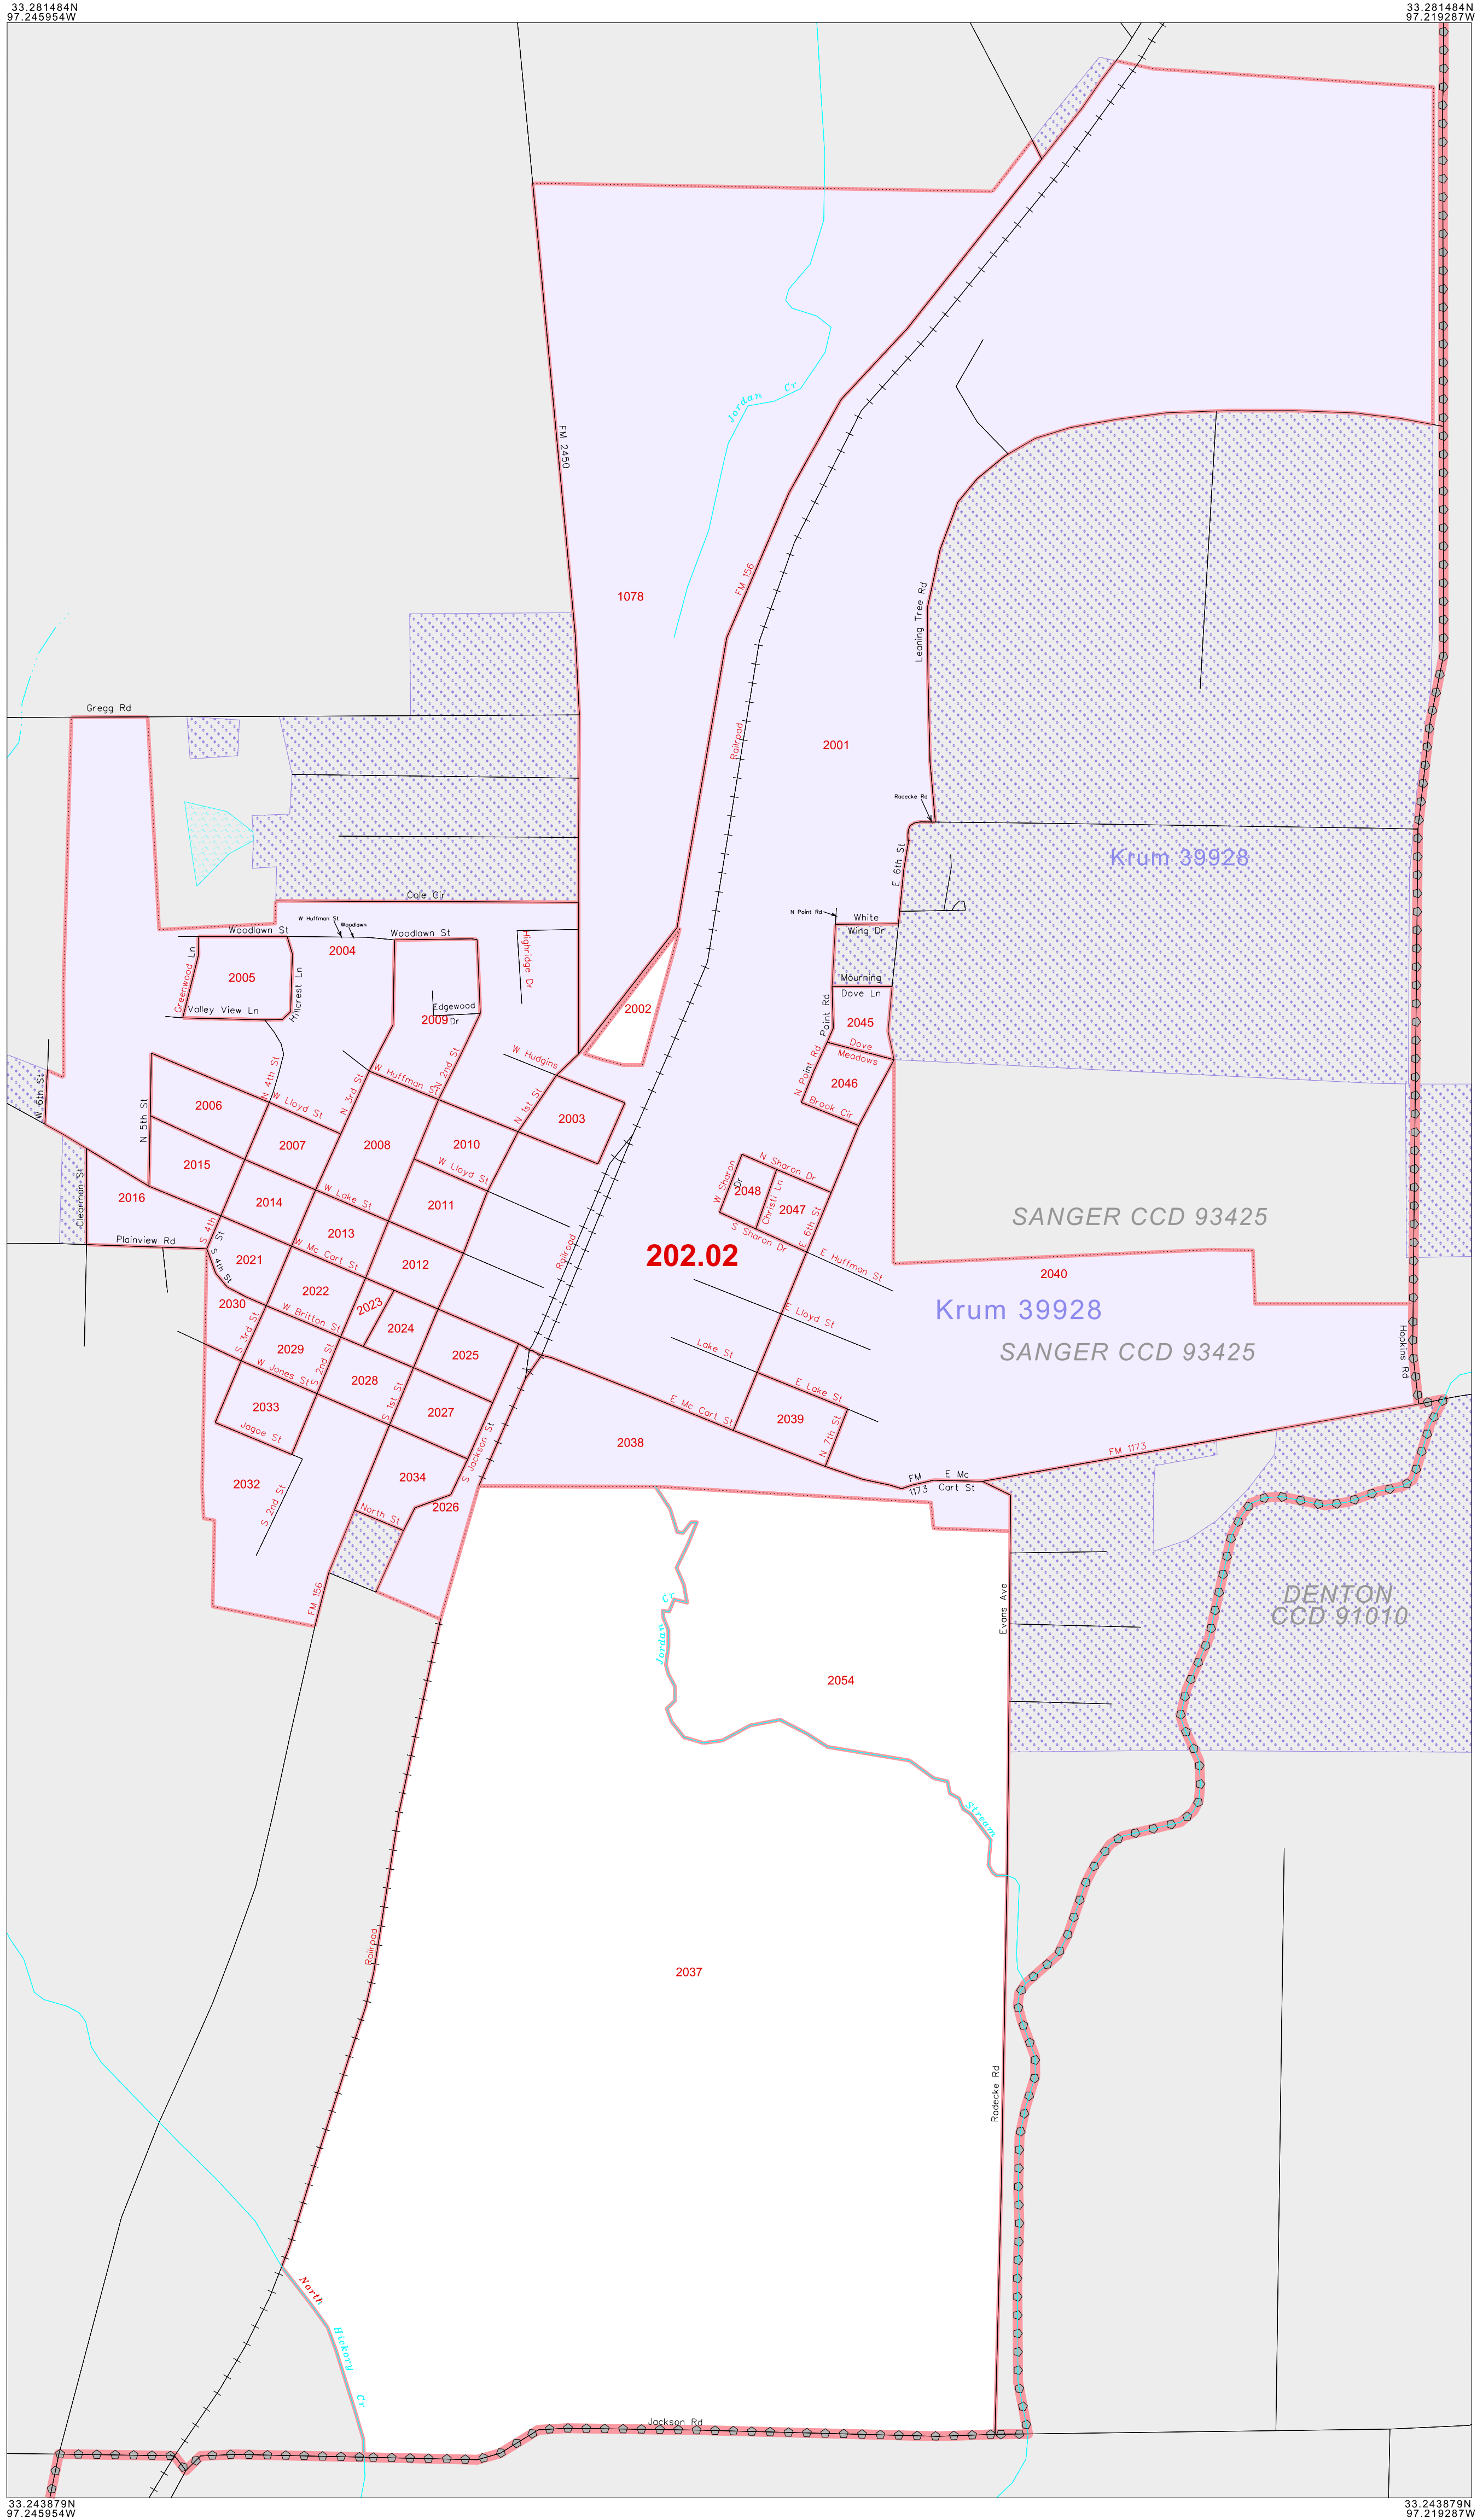 33.281484N
97.245954W
33.281484N
97.219287W
FM 2450
Jordan Cr
FM 156
1078
Leaning Tree Rd
Gregg Rd
Railroad
2001
Radecke Rd
Krum 39928
E 6th St
Cole Cir
N Point Rd
White
Wing Dr
W Huffman St
Woodlawn
Woodlawn St
Woodlawn St
2004
Highridge Dr
Greenwood Ln
2005
Hillcrest Ln
Valley View Ln
Edgewood
Dr
2009
2002
Mourning
Dove Ln
Point Rd
2045
Dove
Meadows
W Hudgins
N Point Rd
2046
Brook Cir
W 6th St
N 5th St
2006
N 4th St
W Lloyd St
N 3rd St
W Huffman St
N 2nd St
N 1st St
2003
2007
2008
2010
W Lloyd St
2015
2016
Clearman St
2014
W Lake St
2011
N Sharon Dr
W Sharon
Dr
2048
Christi Ln
2047
S Sharon Dr
E 6th St
SANGER CCD 93425
Plainview Rd
S 4th
St
S 4th St
2021
W Mc Cart St
2013
2012
Railroad
202.02
E Huffman St
2040
Krum 39928
SANGER CCD 93425
2030
2022
2023
2024
W Britton St
S 3rd St
2029
S 2nd St
2025
E Lloyd St
Lake St
E Lake St
Hopkins Rd
W Jones St
2028
S 1st St
2027
2033
Jagoe St
2039
E Mc Cart St
N 7th St
2038
S Jackson St
FM 1173
2032
S 2nd St
2034
North St
2026
FM
1173
E Mc
Cart St
FM 156
Evans Ave
DENTON
CCD 91010
Jordan
Cr
2054
Stream
Railroad
2037
Radecke Rd
North
Hickory
Cr
Jackson Rd
33.243879N
97.245954W
33.243879N
97.219287W